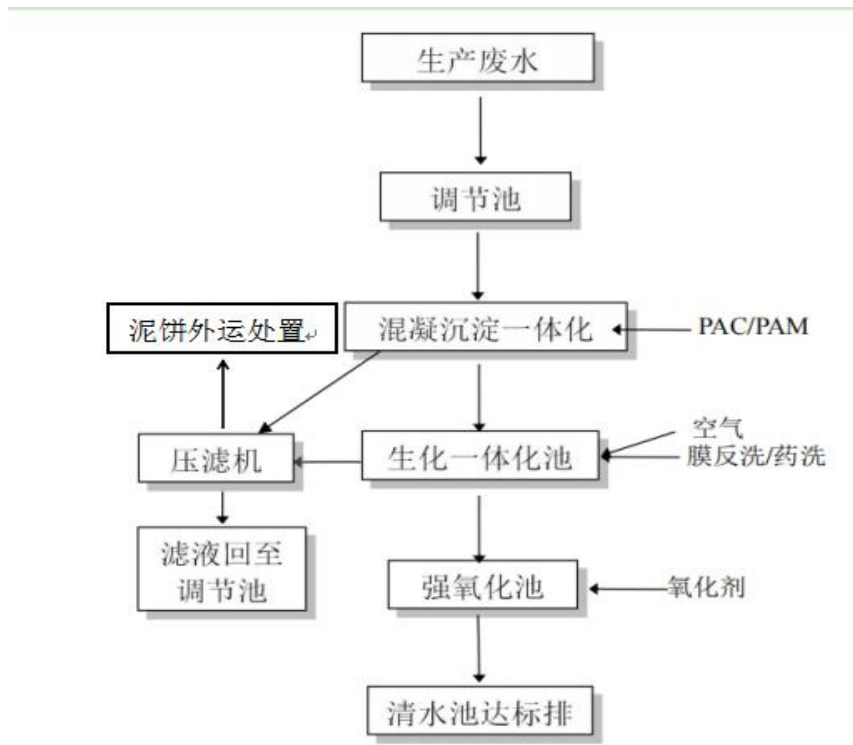 生产废水
调节池
泥饼外运处置
混凝沉淀一体化
PAC/PAM
压滤机
生化一体化池
空气
膜反洗/药洗
滤液回至
调节池
强氧化池
氧化剂
清水池达标排